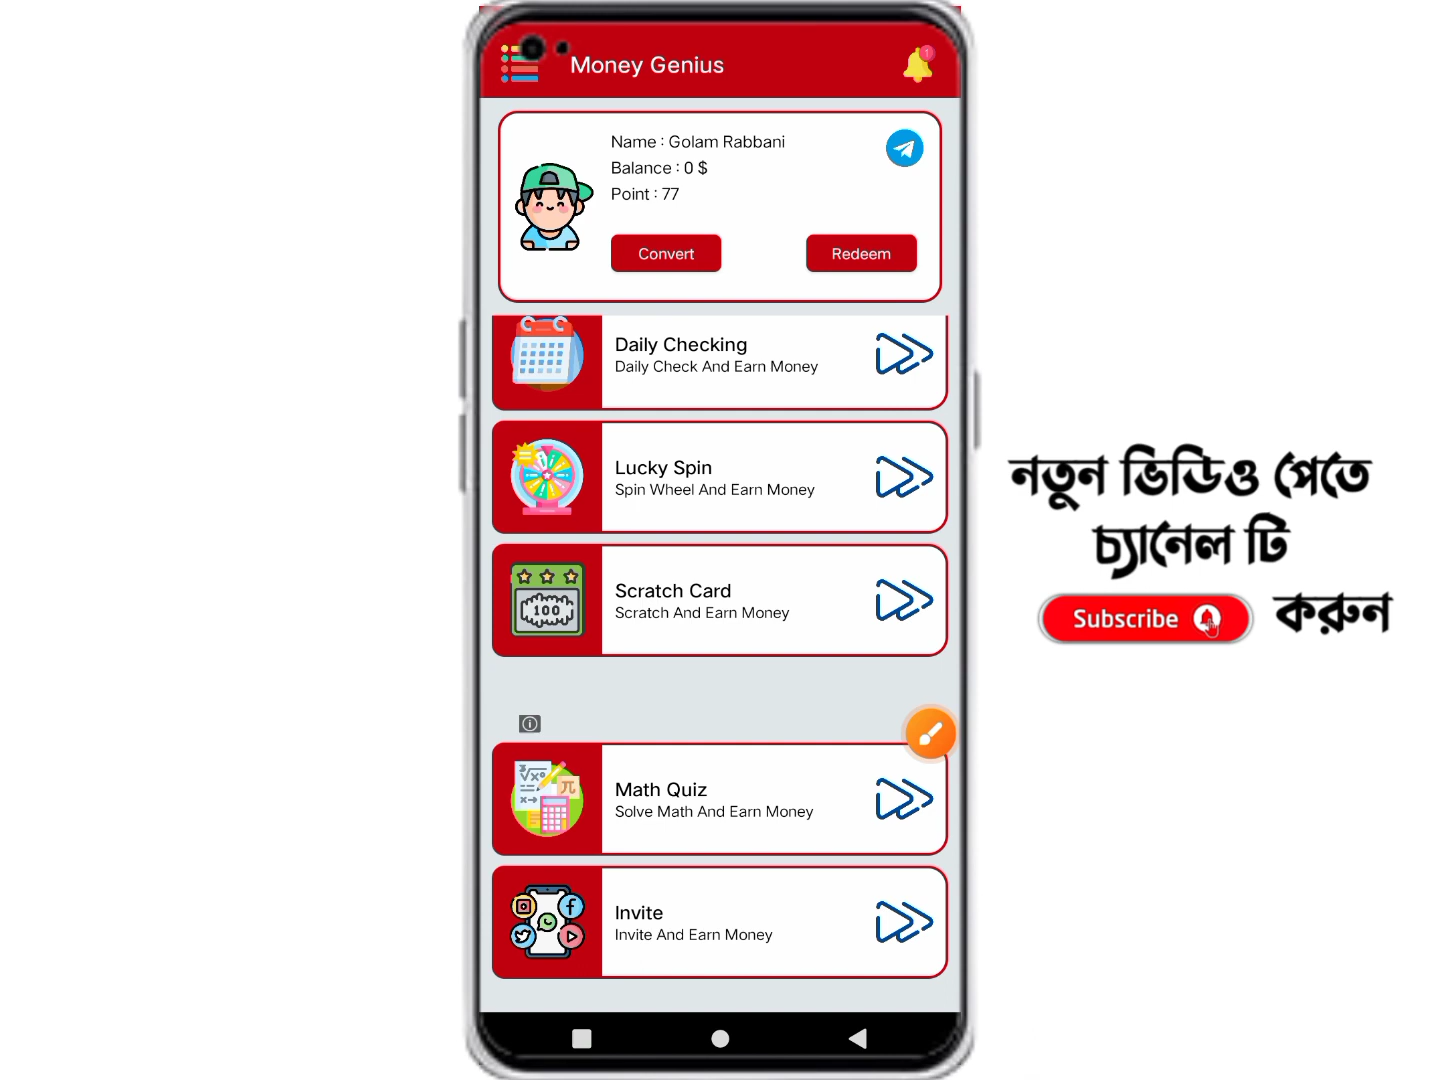 Money Genius
1
Name : Golam Rabbani
Balance : 0 $
Point : 77
Convert
Redeem
Daily Checking
Daily Check And Earn Money
Lucky Spin
Spin Wheel And Earn Money
Scratch Card
Scratch And Earn Money
100
Math Quiz
Solve Math And Earn Money
Invite
Invite And Earn Money
নতুন ভিডিও পেতে
চ্যানেল টি
Subscribe করুন